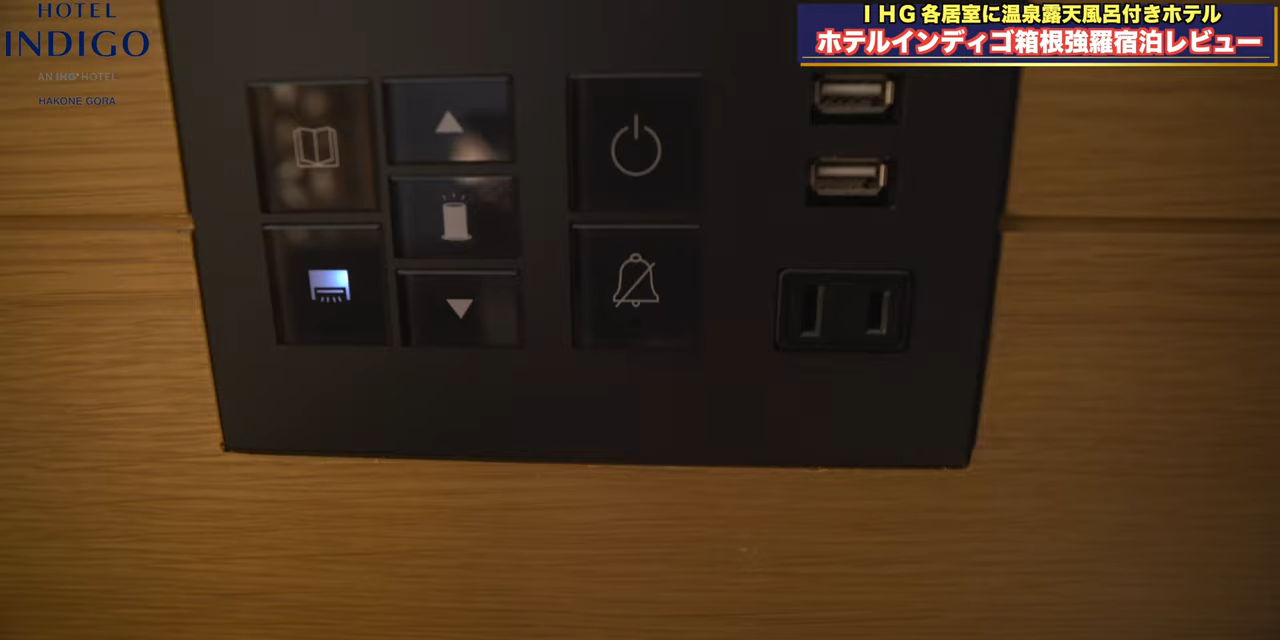 HOTEL
INDIGO
AN IHG® HOTEL
HAKONE GORA
ＩＨＧ各居室に温泉露天風呂付きホテル
ホテルインディゴ箱根強羅宿泊レビュー